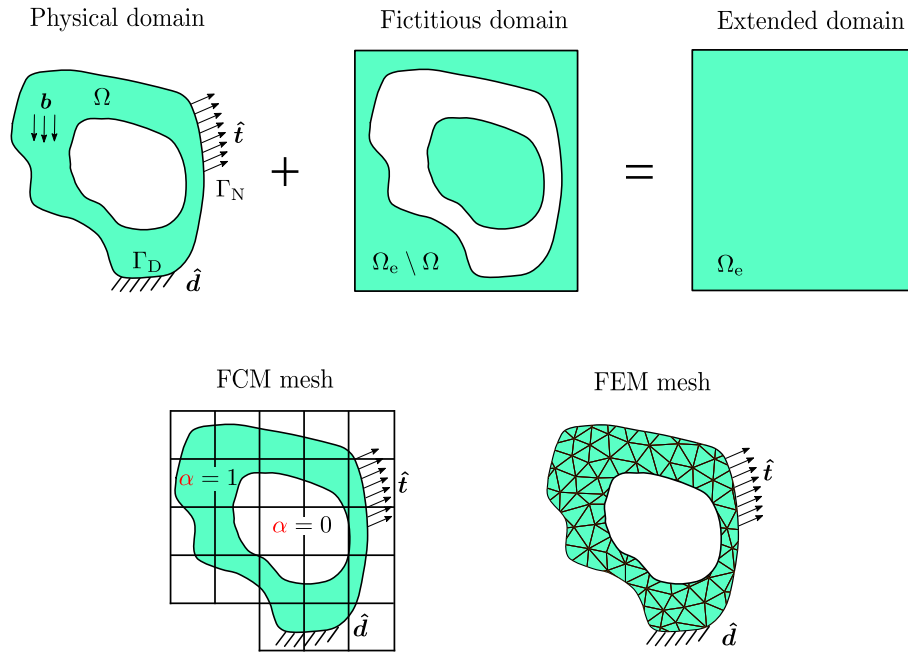 Physical domain
Fictitious domain
Extended domain
b
Ω
t̂
+
=
Γ_N
Γ_D
d̂
Ω_e \ Ω
Ω_e
FCM mesh
FEM mesh
α = 1
t̂
t̂
α = 0
d̂
d̂